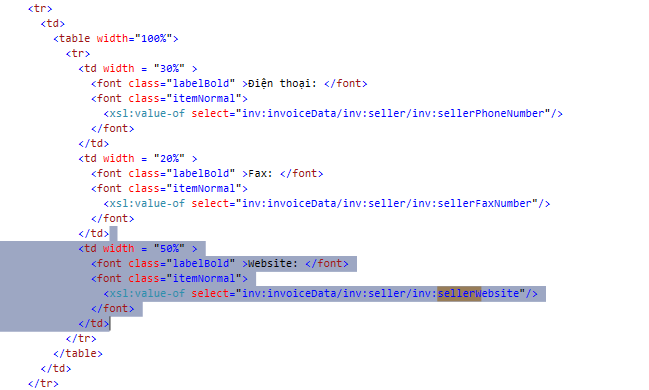 <tr>
<td>
<table width="100%">
<tr>
<td width = "30%" >
<font class="labelBold" >Điện thoại: </font>
<font class="itemNormal">
<xsl:value-of select="inv:invoiceData/inv:seller/inv:sellerPhoneNumber"/>
</font>
</td>
<td width = "20%" >
<font class="labelBold" >Fax: </font>
<font class="itemNormal">
<xsl:value-of select="inv:invoiceData/inv:seller/inv:sellerFaxNumber"/>
</font>
</td>
<td width = "50%" >
<font class="labelBold" >Website: </font>
<font class="itemNormal">
<xsl:value-of select="inv:invoiceData/inv:seller/inv:sellerWebsite"/>
</font>
</td>
</tr>
</table>
</td>
</tr>